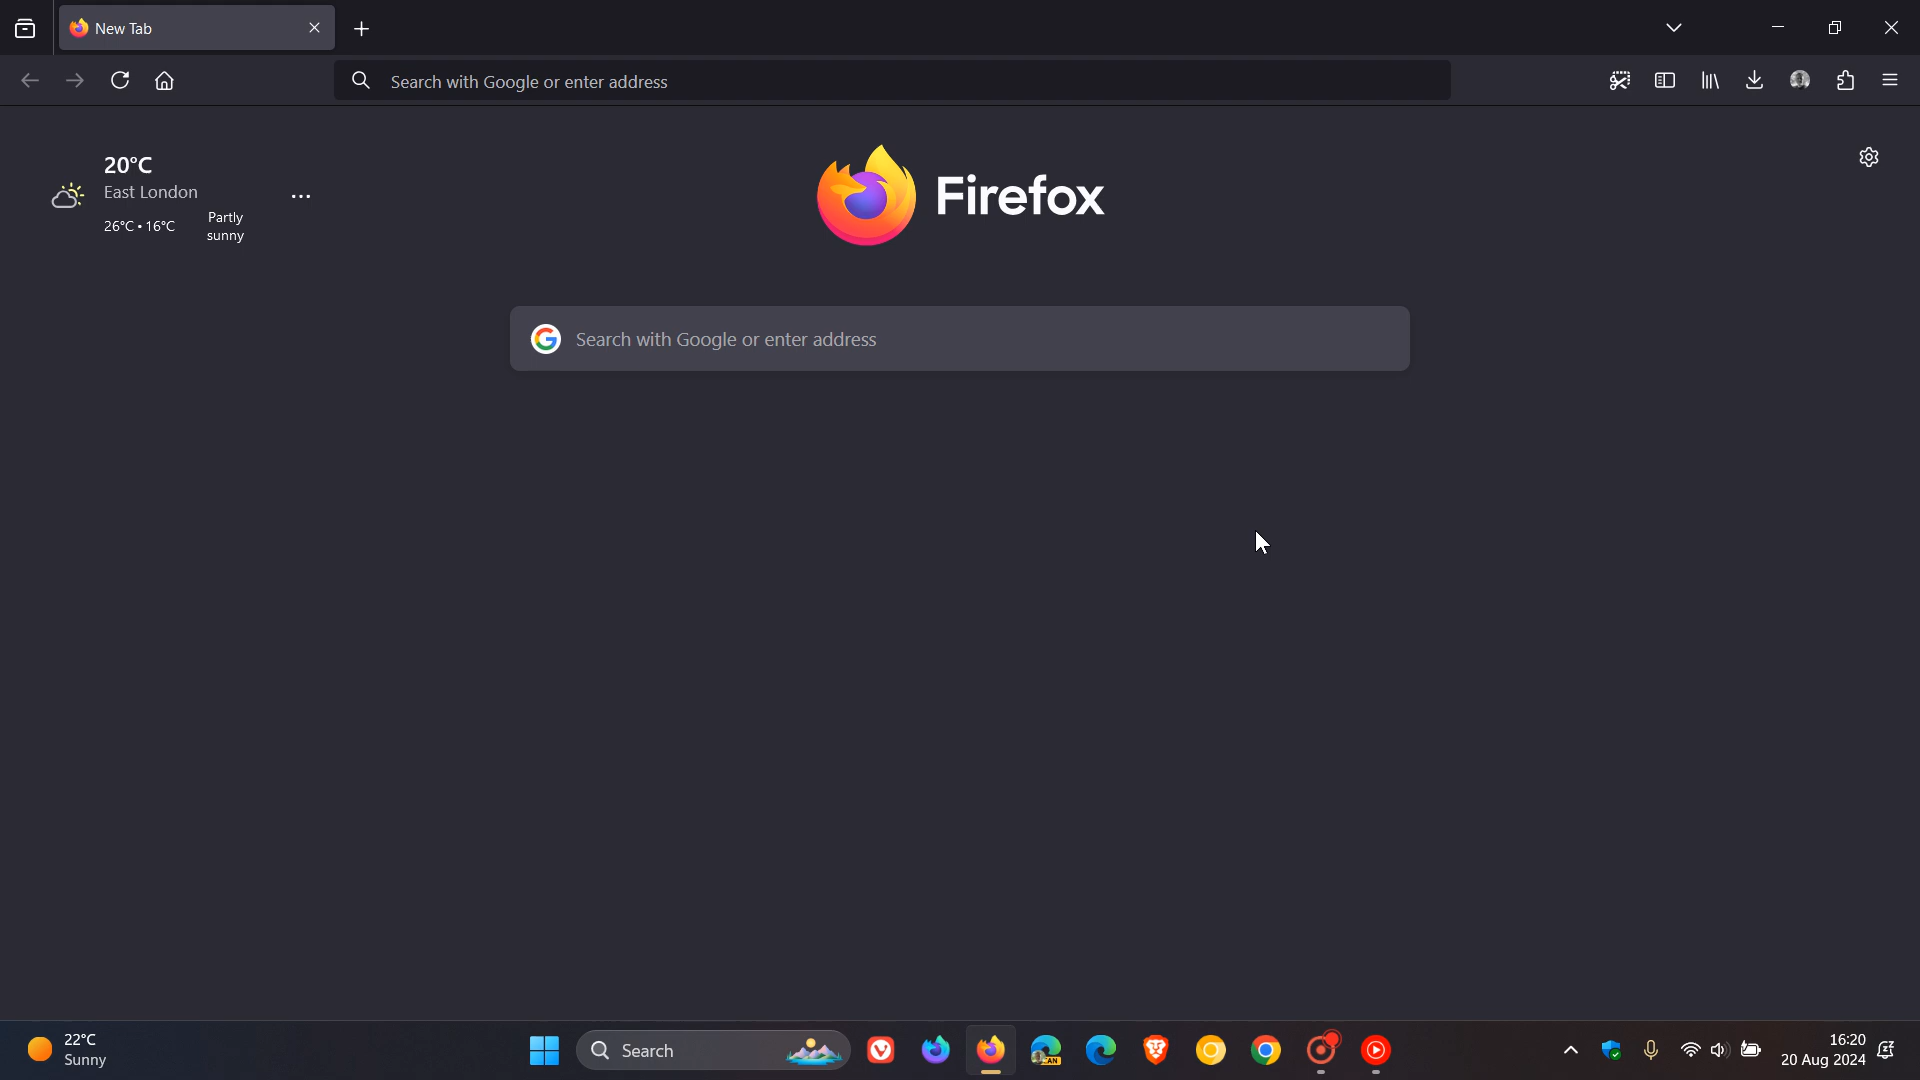 New Tab
Search with Google or enter address
20°C
East London
26°C • 16°C
Partly
sunny
Firefox
Search with Google or enter address
22°C
Sunny
Search
CAN
16:20
20 Aug 2024